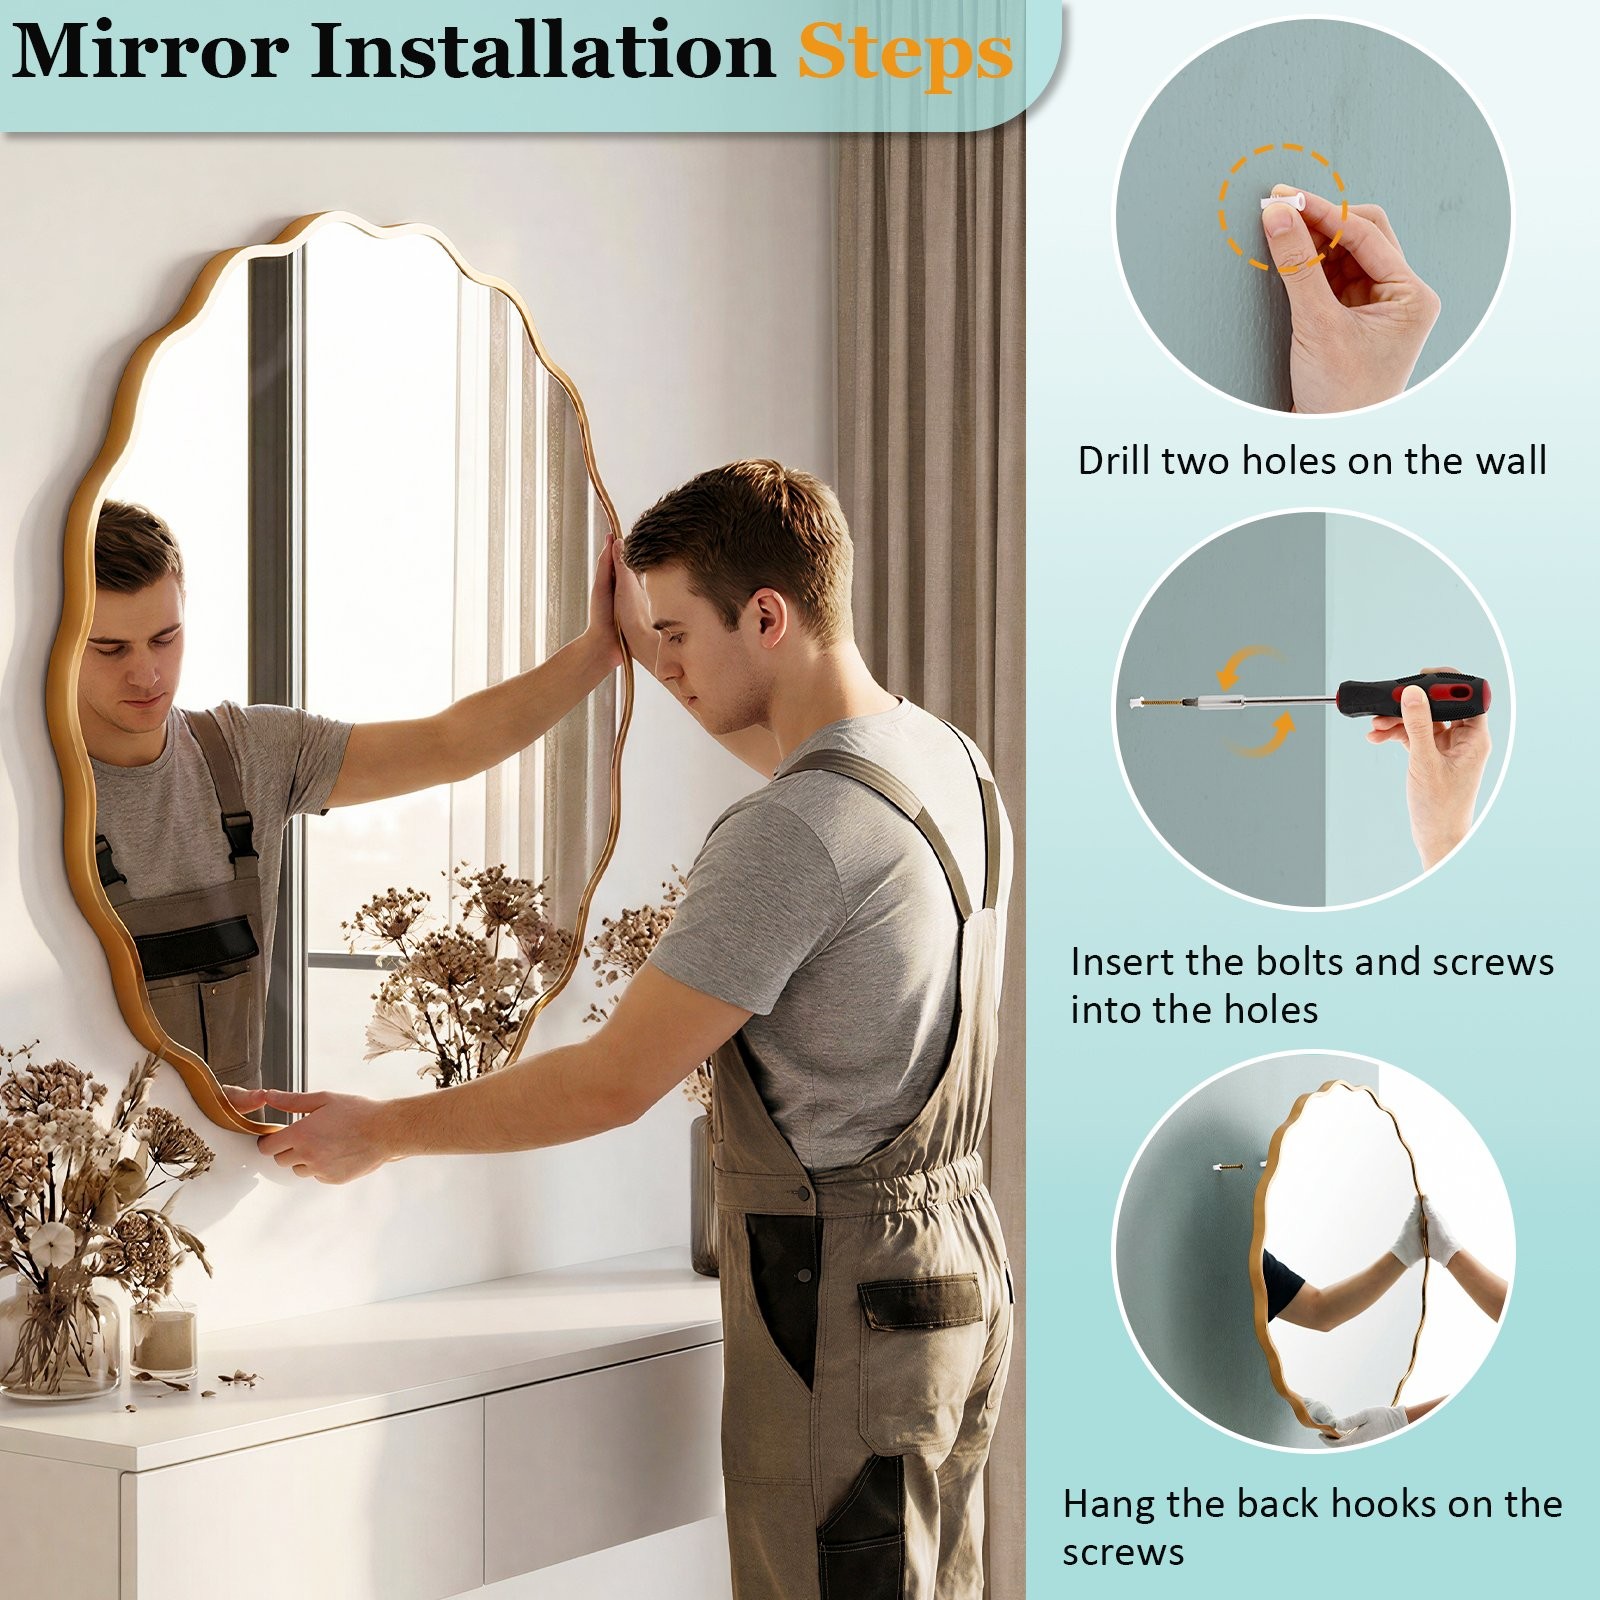 Mirror Installation Steps
Drill two holes on the wall
Insert the bolts and screws
into the holes
Hang the back hooks on the
screws